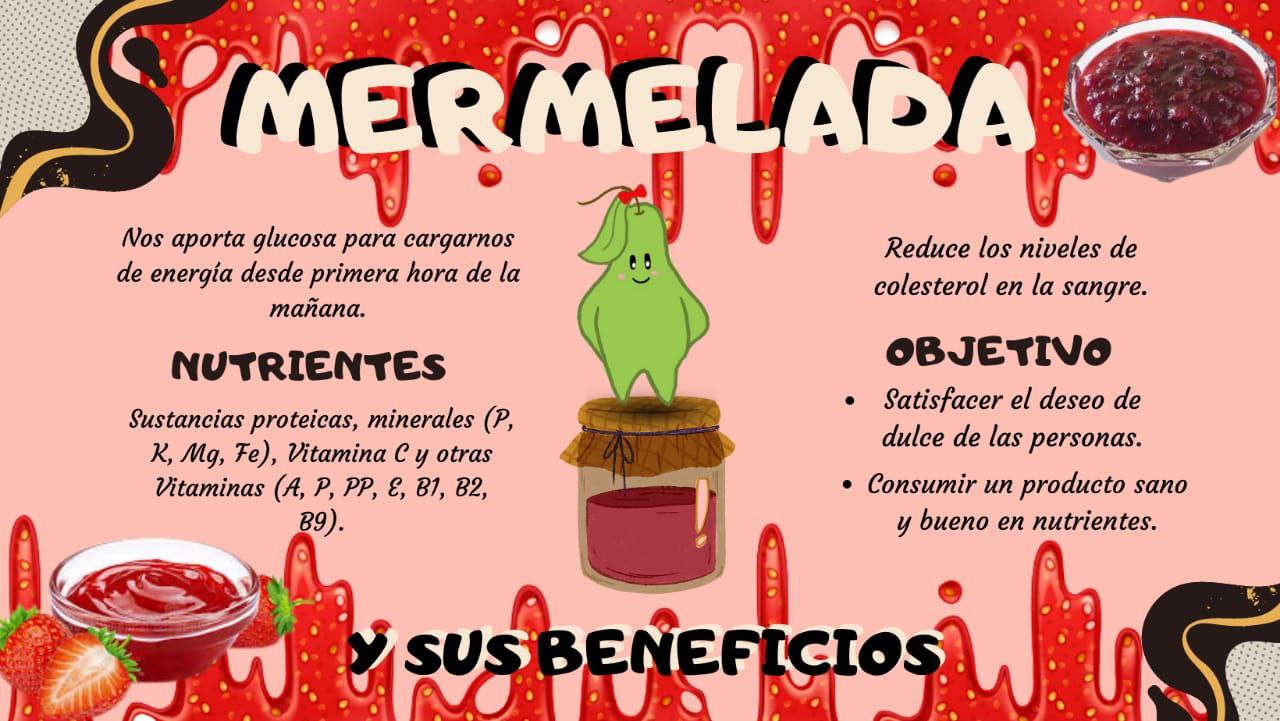 MERMELADA
Nos aporta glucosa para cargarnos
de energía desde primera hora de la
mañana.
NUTRIENTES
Sustancias proteicas, minerales (P,
K, Mg, Fe), Vitamina C y otras
Vitaminas (A, P, PP, E, B1, B2,
B9).
Reduce los niveles de
colesterol en la sangre.
OBJETIVO
• Satisfacer el deseo de
dulce de las personas.
• Consumir un producto sano
y bueno en nutrientes.
Y SUS BENEFICIOS